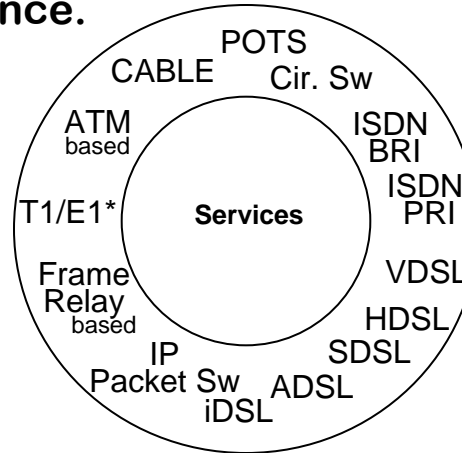 nce.
POTS
CABLE
Cir. Sw
ATM
based
ISDN
BRI
ISDN
PRI
T1/E1*
Services
Frame
Relay
based
VDSL
HDSL
SDSL
IP
Packet Sw
ADSL
iDSL